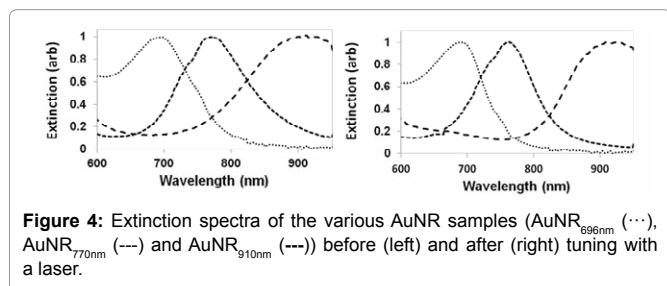 Extinction (arb)
1
0.8
0.6
0.4
0.2
0
600 700 800 900
Wavelength (nm)
Extinction (arb)
1
0.8
0.6
0.4
0.2
0
600 700 800 900
Wavelength (nm)
Figure 4: Extinction spectra of the various AuNR samples (AuNR696nm (···),
AuNR770nm (---) and AuNR910nm (---)) before (left) and after (right) tuning with
a laser.